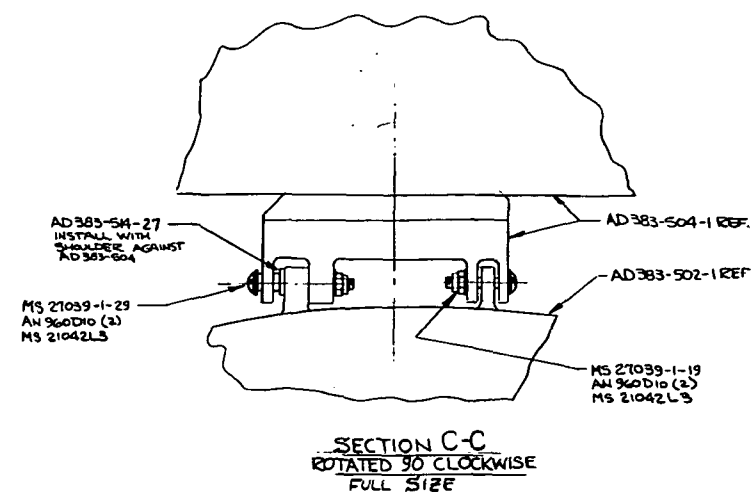 AD383-514-27
INSTALL WITH
SHOULDER AGAINST
AD383-504
MS 27039-1-29
AN 960D10 (2)
MS 21042L3
AD383-504-1 REF.
AD383-502-1 REF
MS 27039-1-19
AN 960D10 (2)
MS 21042L3
SECTION C-C
ROTATED 90 CLOCKWISE
FULL SIZE